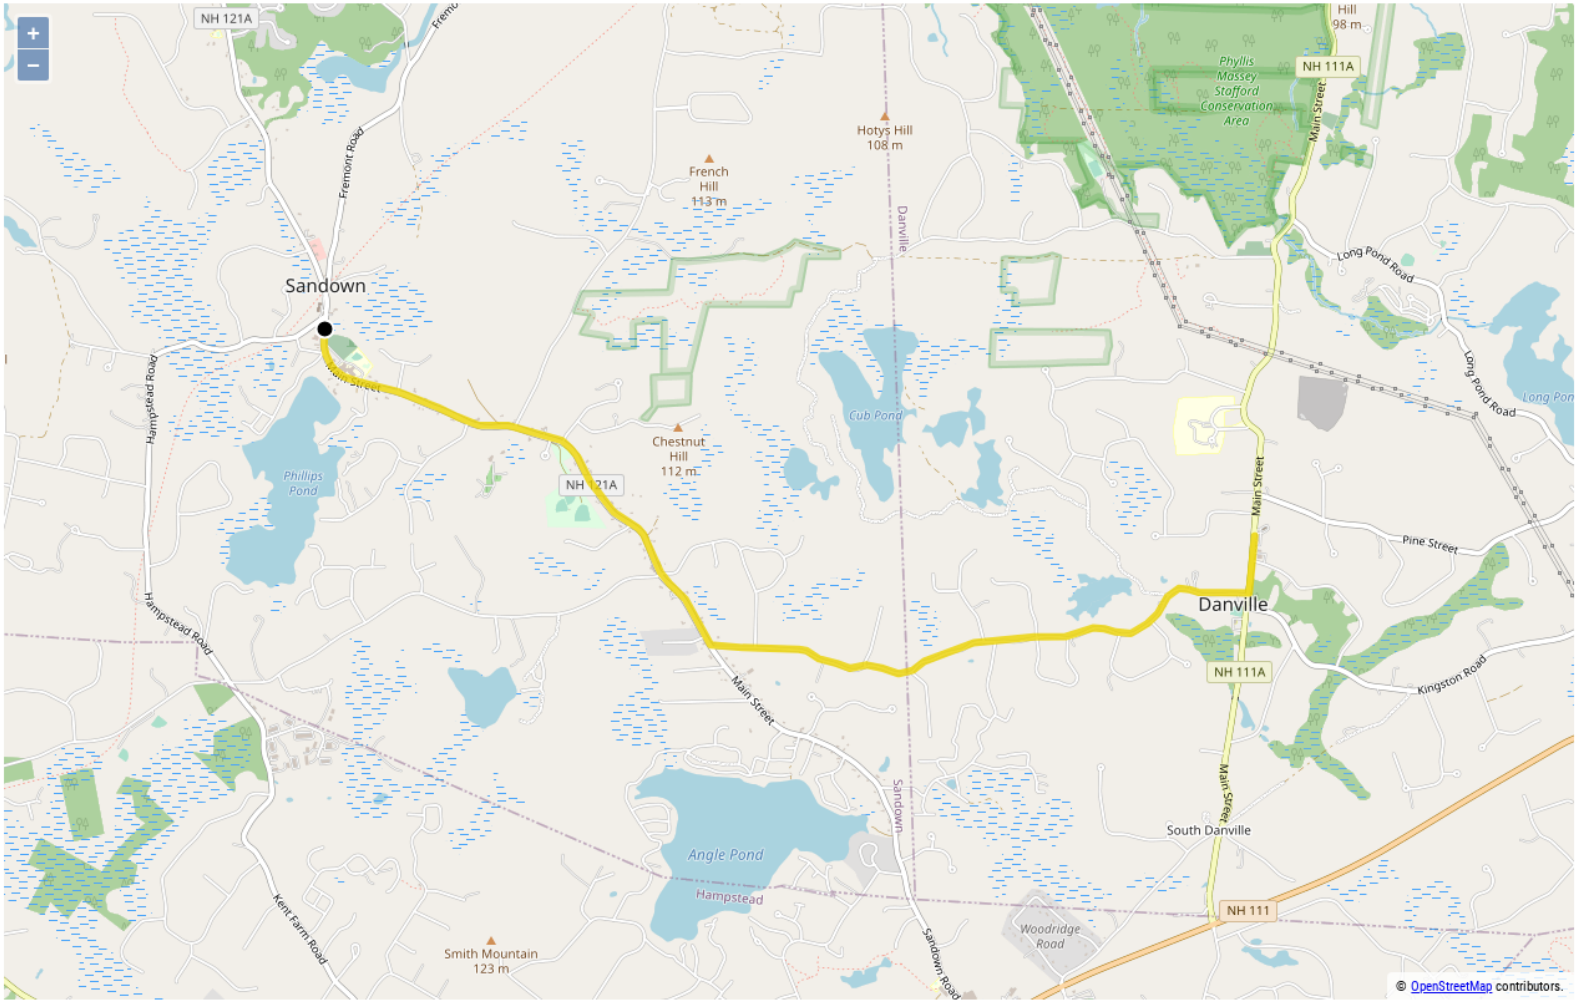 +
−
NH 121A
Fremo
Hill
98 m
NH 111A
Phyllis
Massey
Stafford
Conservation
Area
Main Street
Hotys Hill
108 m
Fremont Road
French
Hill
113 m
Danville
Long Pond Road
Sandown
Main Street
Hampstead Road
Long Pond Road
Long Pon
Cub Pond
Chestnut
Hill
112 m
Phillips
Pond
NH 121A
Main Street
Pine Street
Danville
Hampstead Road
NH 111A
Kingston Road
Main Street
Main Street
Sandown
South Danville
Angle Pond
Hampstead
NH 111
Kent Farm Road
Woodridge
Road
Sandown Road
Smith Mountain
123 m
© OpenStreetMap contributors.